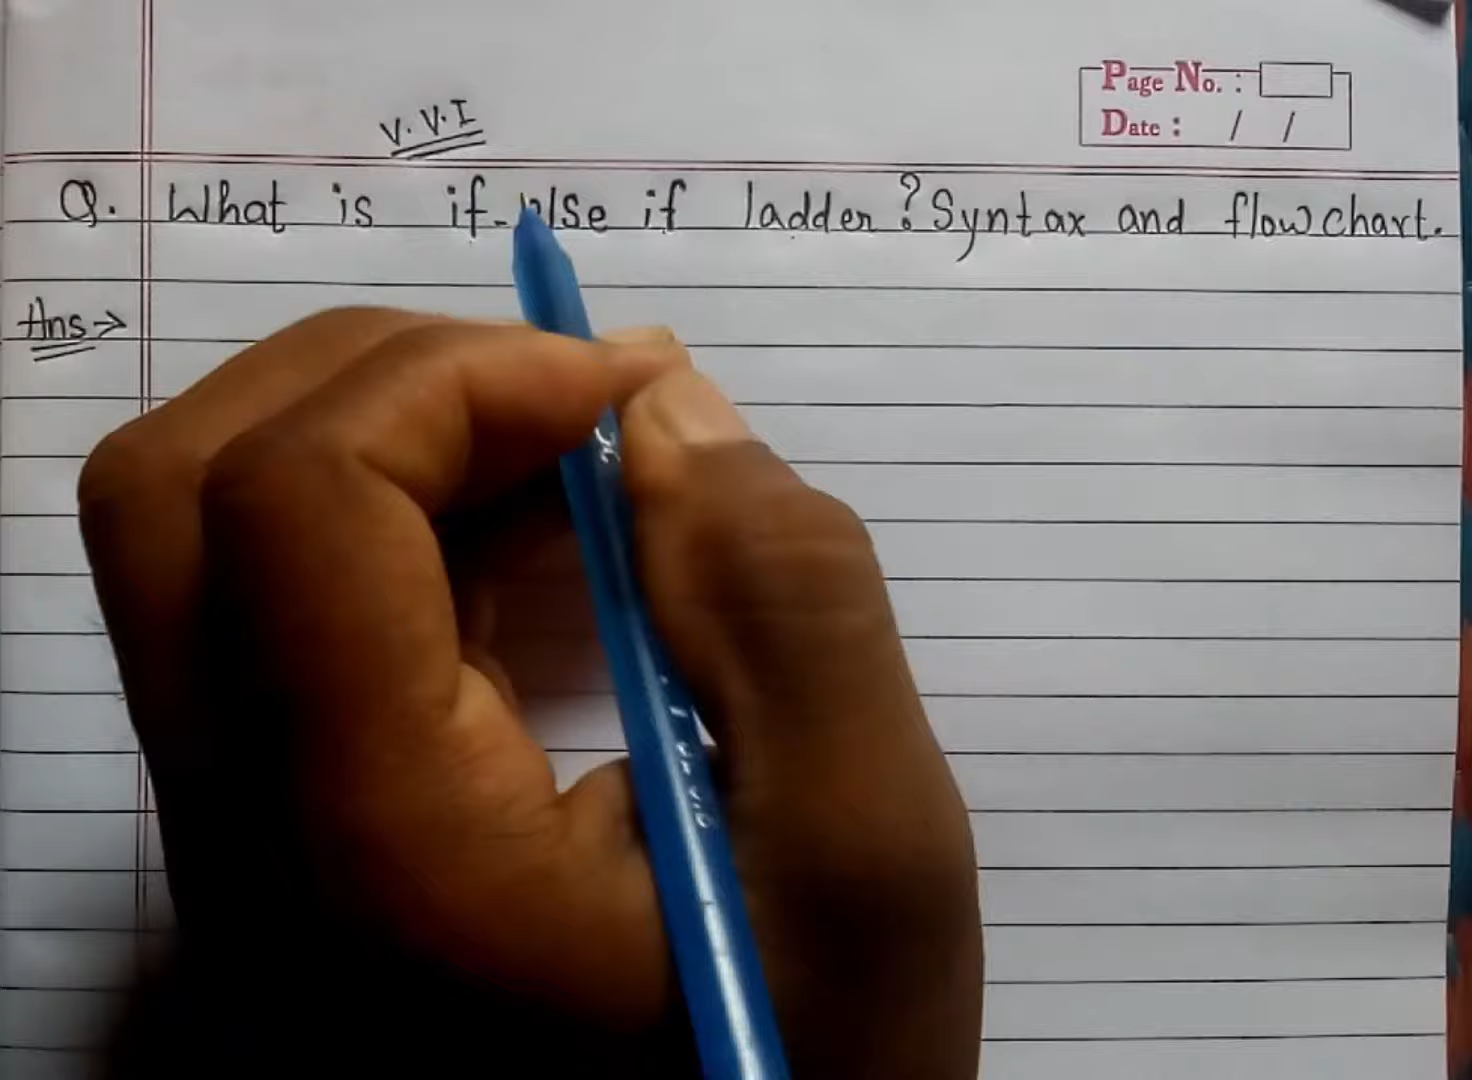 Page No. :
Date : / /
V.V.I
Q. What is if-else if ladder? Syntax and flowchart.
Ans →